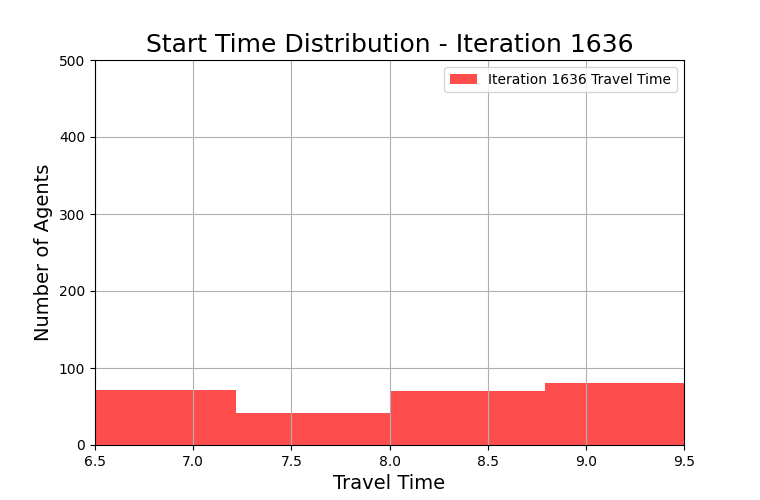 Start Time Distribution - Iteration 1636
Iteration 1636 Travel Time
Number of Agents
500
400
300
200
100
0
6.5 7.0 7.5 8.0 8.5 9.0 9.5
Travel Time